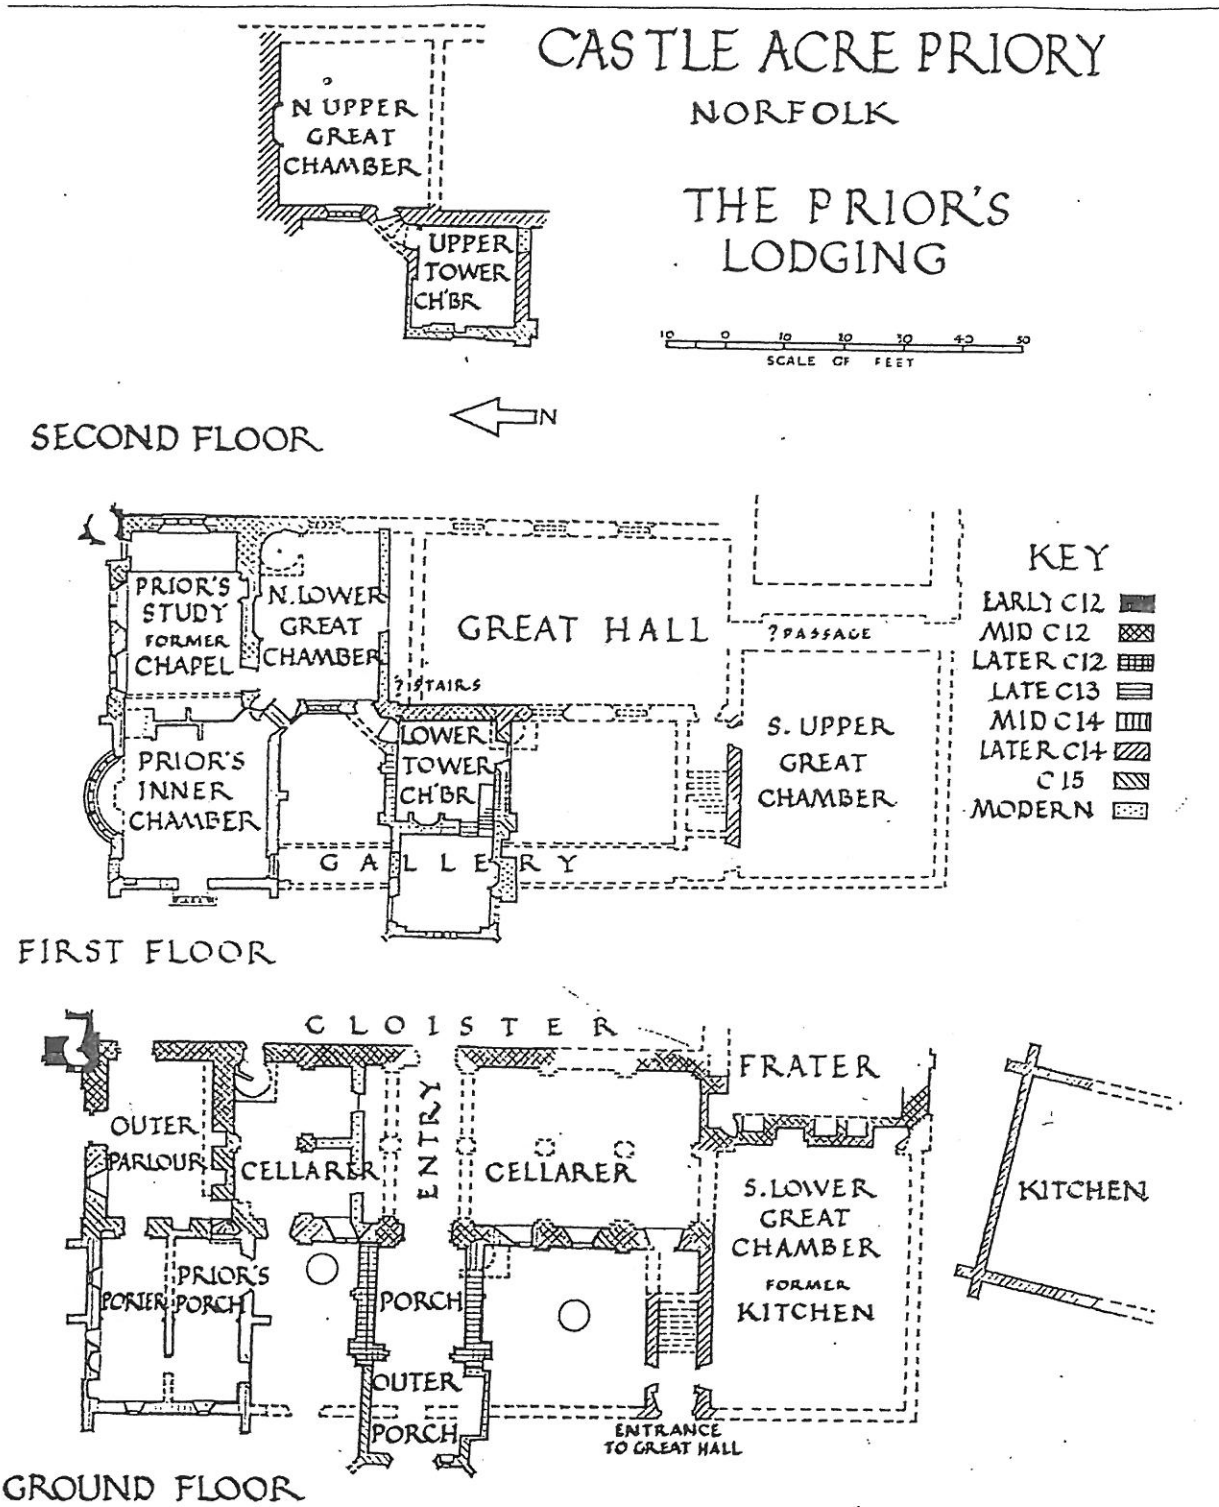 CASTLE ACRE PRIORY
NORFOLK
THE PRIOR'S
LODGING
10 0 10 20 30 40 50
SCALE OF FEET
N UPPER
GREAT
CHAMBER
UPPER
TOWER
CH'BR
N
SECOND FLOOR
PRIOR'S
STUDY
FORMER
CHAPEL
N. LOWER
GREAT
CHAMBER
GREAT HALL
? STAIRS
? PASSAGE
PRIOR'S
INNER
CHAMBER
LOWER
TOWER
CH'BR
S. UPPER
GREAT
CHAMBER
GALLERY
KEY
EARLY C12
MID C12
LATER C12
LATE C13
MID C14
LATER C14
C15
MODERN
FIRST FLOOR
CLOISTER
OUTER
PARLOUR
CELLARER
ENTRY
CELLARER
FRATER
S. LOWER
GREAT
CHAMBER
FORMER
KITCHEN
KITCHEN
PORTER
PRIOR'S
PORCH
PORCH
OUTER
PORCH
ENTRANCE
TO GREAT HALL
GROUND FLOOR